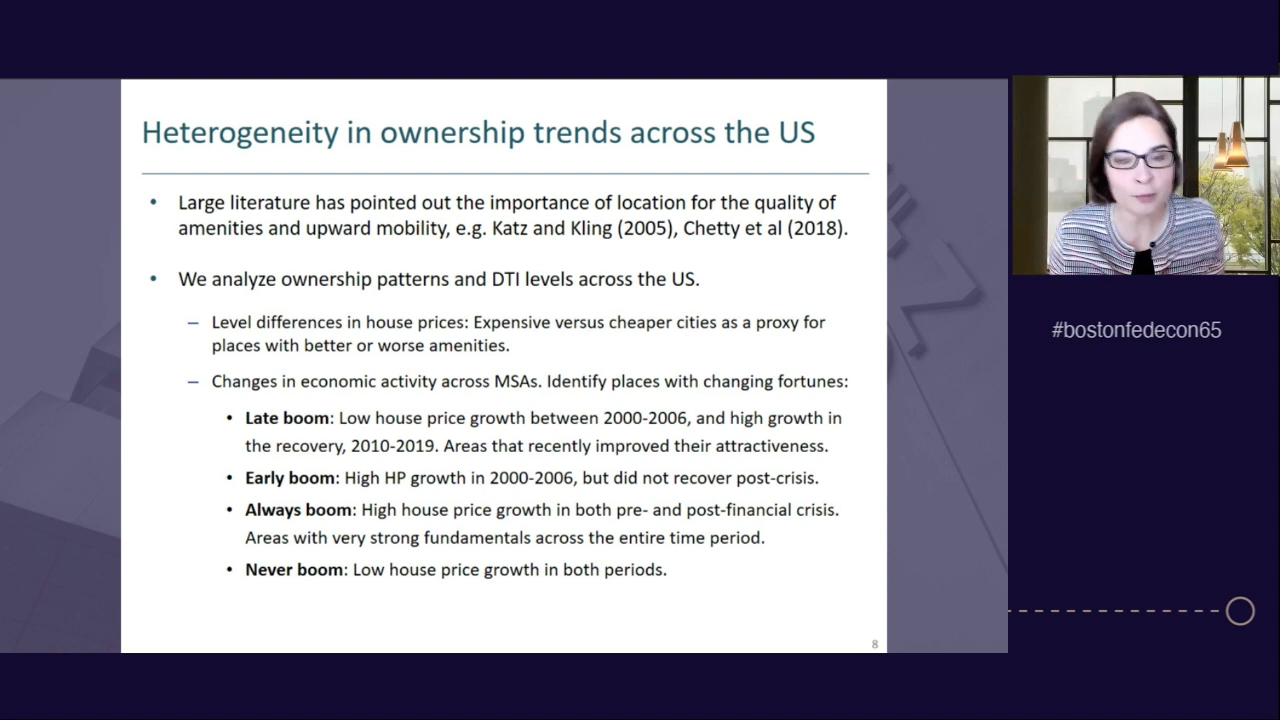 Heterogeneity in ownership trends across the US
• Large literature has pointed out the importance of location for the quality of
amenities and upward mobility, e.g. Katz and Kling (2005), Chetty et al (2018).
• We analyze ownership patterns and DTI levels across the US.
– Level differences in house prices: Expensive versus cheaper cities as a proxy for
places with better or worse amenities.
– Changes in economic activity across MSAs. Identify places with changing fortunes:
• Late boom: Low house price growth between 2000-2006, and high growth in
the recovery, 2010-2019. Areas that recently improved their attractiveness.
• Early boom: High HP growth in 2000-2006, but did not recover post-crisis.
• Always boom: High house price growth in both pre- and post-financial crisis.
Areas with very strong fundamentals across the entire time period.
• Never boom: Low house price growth in both periods.
8
#bostonfedecon65